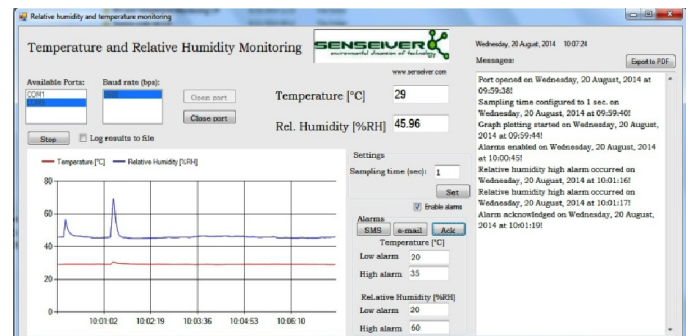 Relative humidity and temperature monitoring
Temperature and Relative Humidity Monitoring
SENSEIVER
environmental dimension of technology
www.senseiver.com
Wednesday, 20 August, 2014 10:07:24
Messages:
Export to PDF
Available Ports:
Baud rate (bps):
COM1
Open port
Close port
Temperature [°C]
29
Rel. Humidity [%RH]
45.96
Stop
Log results to file
Port opened on Wednesday, 20 August, 2014 at
09:59:38!
Sampling time configured to 1 sec. on
Wednesday, 20 August, 2014 at 09:59:40!
Graph plotting started on Wednesday, 20 August,
2014 at 09:59:44!
Alarms enabled on Wednesday, 20 August, 2014
at 10:00:45!
Relative humidity high alarm occurred on
Wednesday, 20 August, 2014 at 10:01:16!
Relative humidity high alarm occurred on
Wednesday, 20 August, 2014 at 10:01:17!
Alarm acknowledged on Wednesday, 20 August,
2014 at 10:01:19!
Temperature [°C]
Relative Humidity [%RH]
80
60
40
20
0
10:01:02 10:02:19 10:03:36 10:04:53 10:06:10
Settings
Sampling time (sec): 1
Set
Enable alarms
Alarms
SMS e-mail Ack
Temperature [°C]
Low alarm 20
High alarm 35
Relative Humidity [%RH]
Low alarm 20
High alarm 60